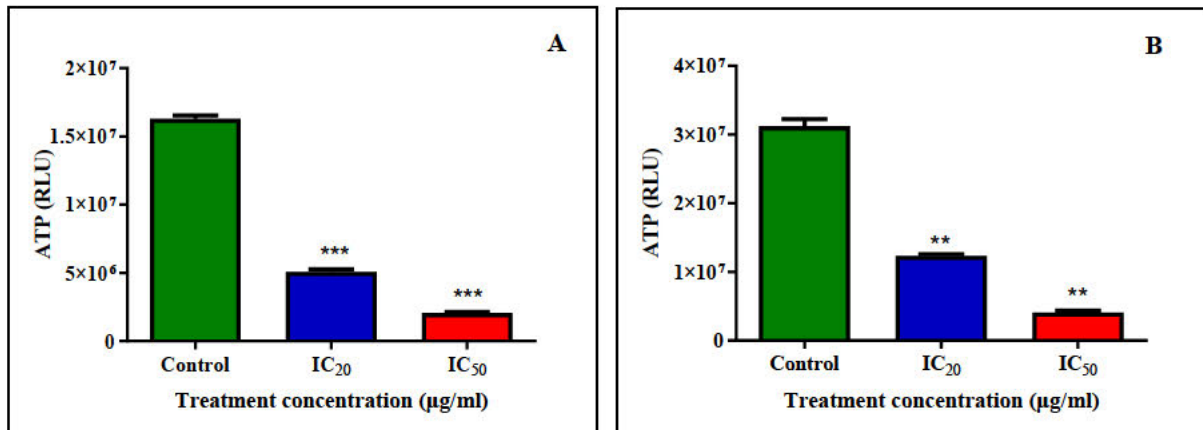 A
ATP (RLU)
2×10⁷
1.5×10⁷
1×10⁷
5×10⁶
0
***
***
Control IC₂₀ IC₅₀
Treatment concentration (µg/ml)
B
ATP (RLU)
4×10⁷
3×10⁷
2×10⁷
1×10⁷
0
**
**
Control IC₂₀ IC₅₀
Treatment concentration (µg/ml)